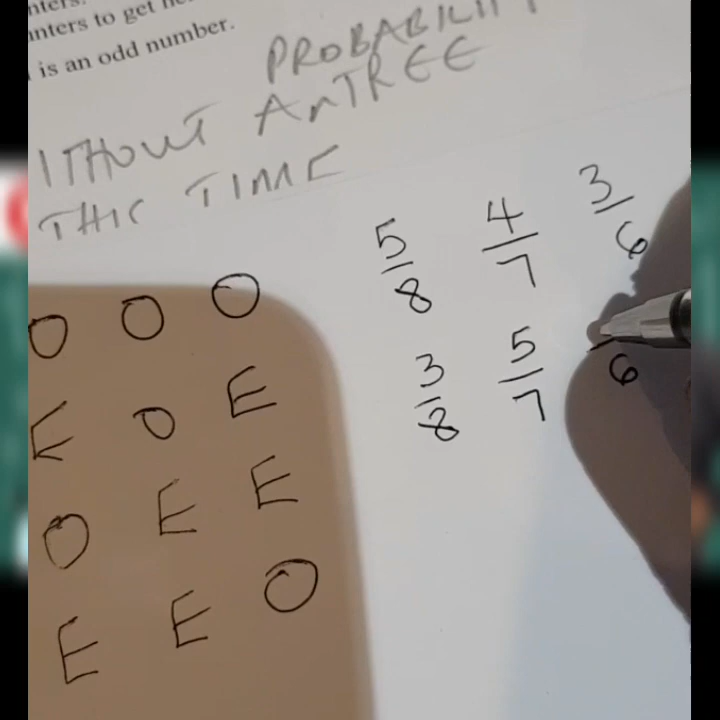 nters to get
is an odd number.
PROBABILITY
ITHOUT A TREE
THIS TIME
5/8 4/7 3/6
O O O
3/8 5/7 /6
E O E
O E E
E E O